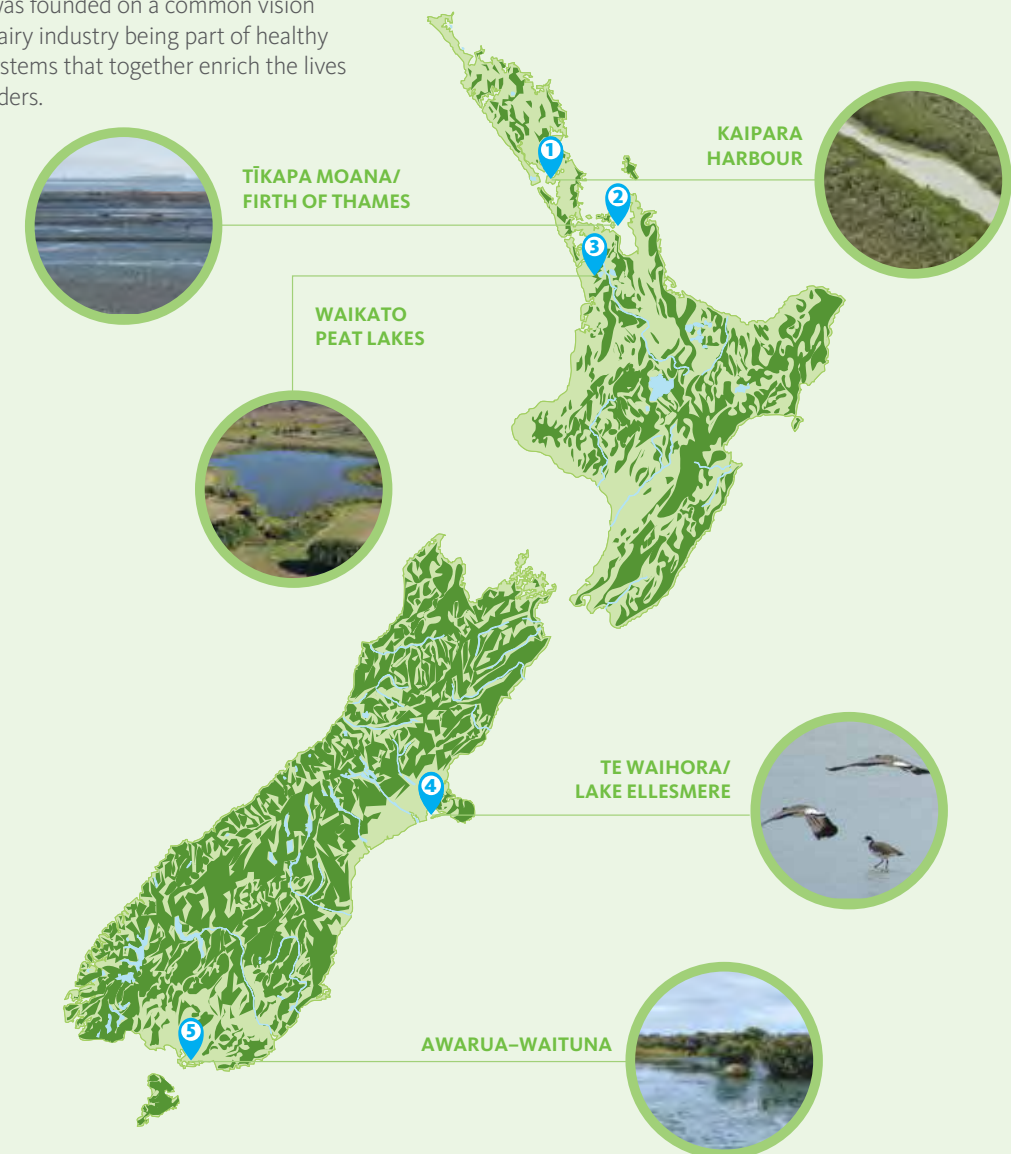 was founded on a common vision
airy industry being part of healthy
stems that together enrich the lives
ders.
KAIPARA
HARBOUR
1
TĪKAPA MOANA/
FIRTH OF THAMES
2
3
WAIKATO
PEAT LAKES
4
TE WAIHORA/
LAKE ELLESMERE
5
AWARUA–WAITUNA